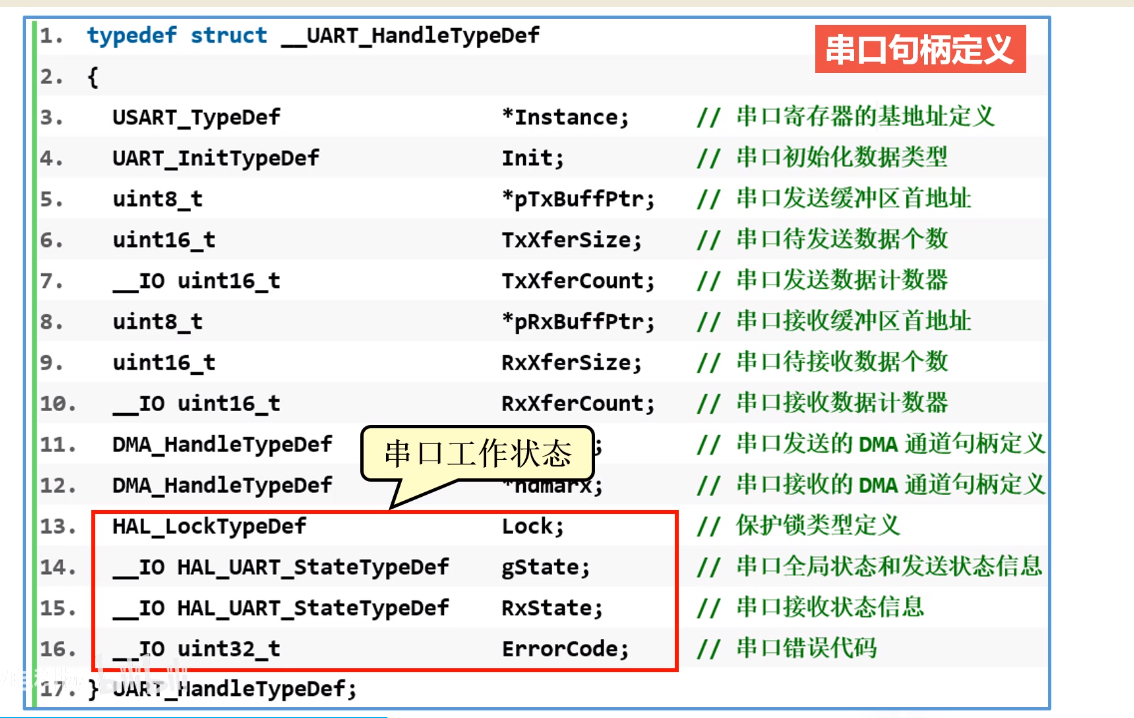 串口句柄定义
1. typedef struct __UART_HandleTypeDef
2. {
3. USART_TypeDef *Instance; // 串口寄存器的基地址定义
4. UART_InitTypeDef Init; // 串口初始化数据类型
5. uint8_t *pTxBuffPtr; // 串口发送缓冲区首地址
6. uint16_t TxXferSize; // 串口待发送数据个数
7. __IO uint16_t TxXferCount; // 串口发送数据计数器
8. uint8_t *pRxBuffPtr; // 串口接收缓冲区首地址
9. uint16_t RxXferSize; // 串口待接收数据个数
10. __IO uint16_t RxXferCount; // 串口接收数据计数器
11. DMA_HandleTypeDef ; // 串口发送的 DMA 通道句柄定义
串口工作状态
12. DMA_HandleTypeDef *hdmarx; // 串口接收的 DMA 通道句柄定义
13. HAL_LockTypeDef Lock; // 保护锁类型定义
14. __IO HAL_UART_StateTypeDef gState; // 串口全局状态和发送状态信息
15. __IO HAL_UART_StateTypeDef RxState; // 串口接收状态信息
16. __IO uint32_t ErrorCode; // 串口错误代码
17. } UART_HandleTypeDef;